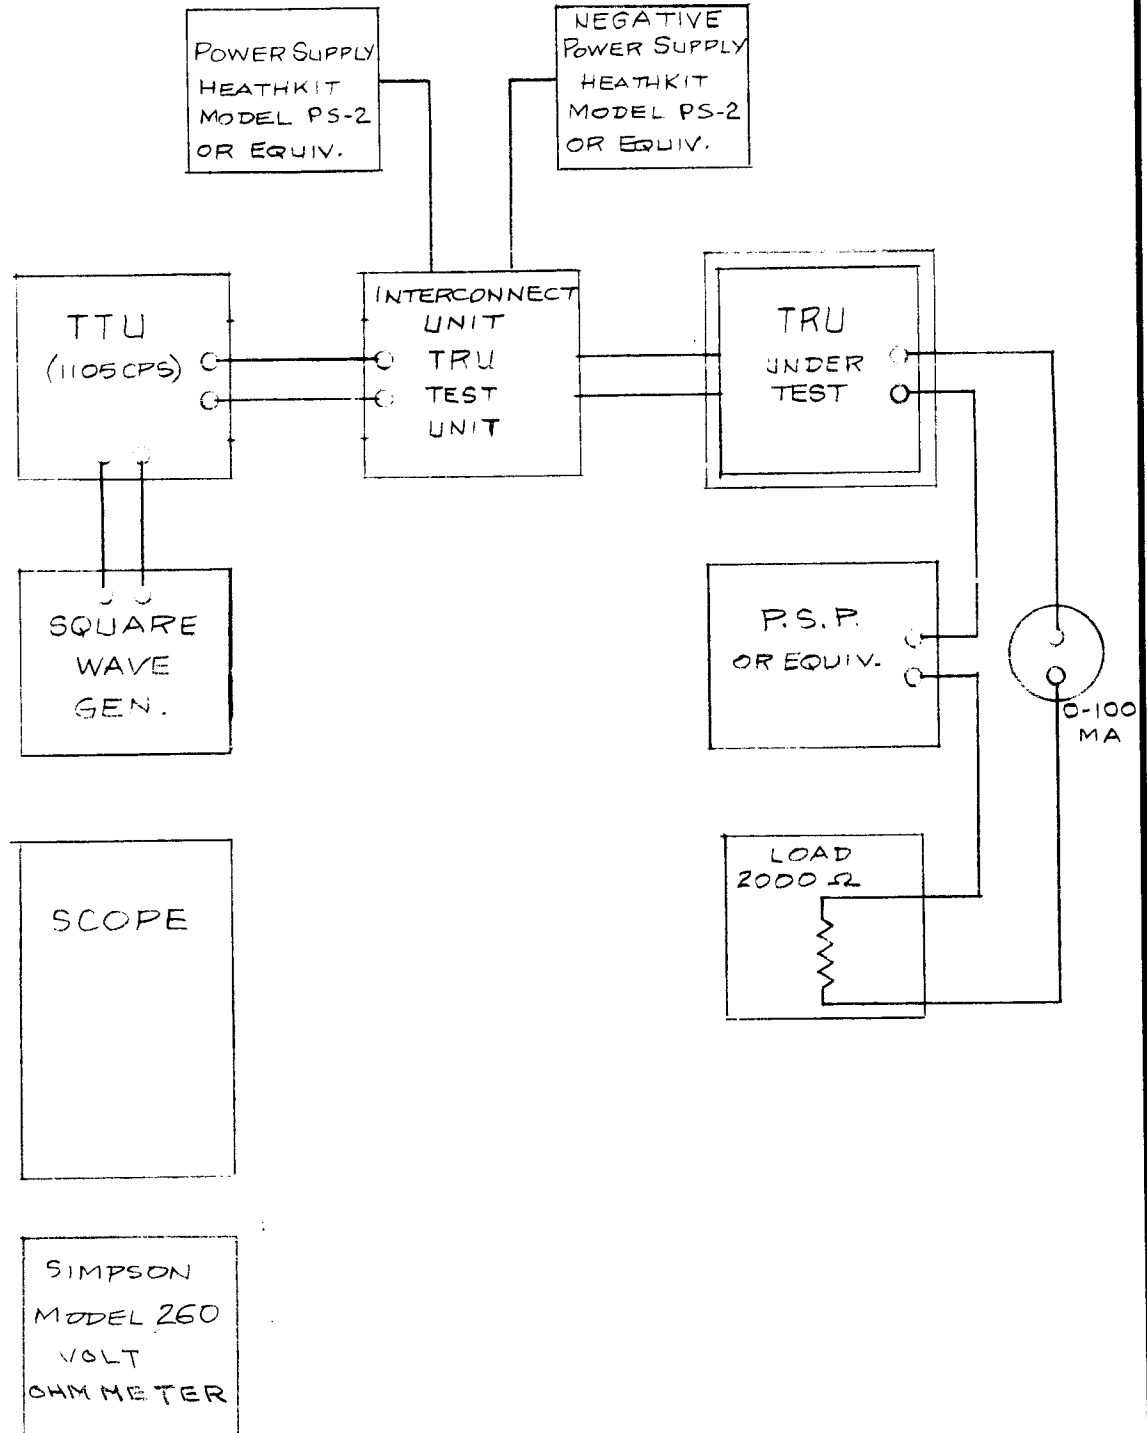 POWER SUPPLY
HEATHKIT
MODEL PS-2
OR EQUIV.
NEGATIVE
POWER SUPPLY
HEATHKIT
MODEL PS-2
OR EQUIV.
TTU
(1105 CPS)
INTERCONNECT
UNIT
TRU
TEST
UNIT
TRU
UNDER
TEST
SQUARE
WAVE
GEN.
P.S.P.
OR EQUIV.
0-100
MA
LOAD
2000 Ω
SCOPE
SIMPSON
MODEL 260
VOLT
OHM METER